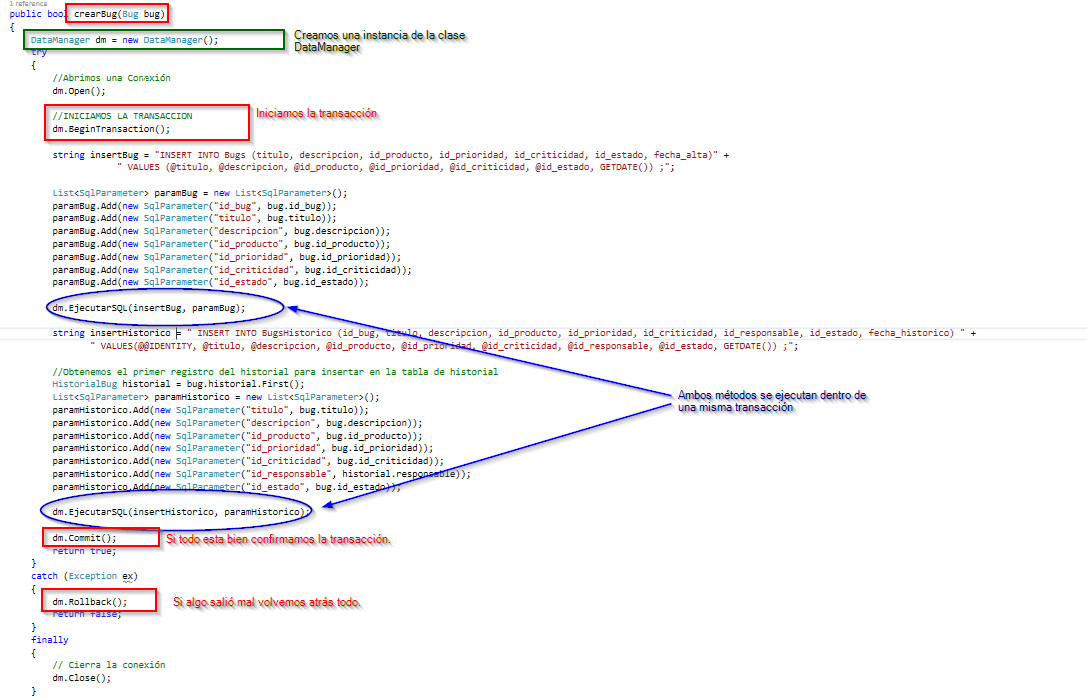 1 reference
public bool crearBug(Bug bug)
{
DataManager dm = new DataManager();
Creamos una instancia de la clase
DataManager
try
{
//Abrimos una Conexión
dm.Open();
//INICIAMOS LA TRANSACCION
Iniciamos la transacción
dm.BeginTransaction();
string insertBug = "INSERT INTO Bugs (titulo, descripcion, id_producto, id_prioridad, id_criticidad, id_estado, fecha_alta)" +
" VALUES (@titulo, @descripcion, @id_producto, @id_prioridad, @id_criticidad, @id_estado, GETDATE()) ;";
List<SqlParameter> paramBug = new List<SqlParameter>();
paramBug.Add(new SqlParameter("id_bug", bug.id_bug));
paramBug.Add(new SqlParameter("titulo", bug.titulo));
paramBug.Add(new SqlParameter("descripcion", bug.descripcion));
paramBug.Add(new SqlParameter("id_producto", bug.id_producto));
paramBug.Add(new SqlParameter("id_prioridad", bug.id_prioridad));
paramBug.Add(new SqlParameter("id_criticidad", bug.id_criticidad));
paramBug.Add(new SqlParameter("id_estado", bug.id_estado));
dm.EjecutarSQL(insertBug, paramBug);
string insertHistorico = " INSERT INTO BugsHistorico (id_bug, titulo, descripcion, id_producto, id_prioridad, id_criticidad, id_responsable, id_estado, fecha_historico) " +
" VALUES(@@IDENTITY, @titulo, @descripcion, @id_producto, @id_prioridad, @id_criticidad, @id_responsable, @id_estado, GETDATE()) ;";
//Obtenemos el primer registro del historial para insertar en la tabla de historial
HistorialBug historial = bug.historial.First();
List<SqlParameter> paramHistorico = new List<SqlParameter>();
Ambos métodos se ejecutan dentro de
una misma transacción
paramHistorico.Add(new SqlParameter("titulo", bug.titulo));
paramHistorico.Add(new SqlParameter("descripcion", bug.descripcion));
paramHistorico.Add(new SqlParameter("id_producto", bug.id_producto));
paramHistorico.Add(new SqlParameter("id_prioridad", bug.id_prioridad));
paramHistorico.Add(new SqlParameter("id_criticidad", bug.id_criticidad));
paramHistorico.Add(new SqlParameter("id_responsable", historial.responsable));
paramHistorico.Add(new SqlParameter("id_estado", bug.id_estado));
dm.EjecutarSQL(insertHistorico, paramHistorico);
dm.Commit();
Si todo esta bien confirmamos la transacción.
return true;
}
catch (Exception ex)
{
dm.Rollback();
Si algo salió mal volvemos atrás todo.
return false;
}
finally
{
// Cierra la conexión
dm.Close();
}